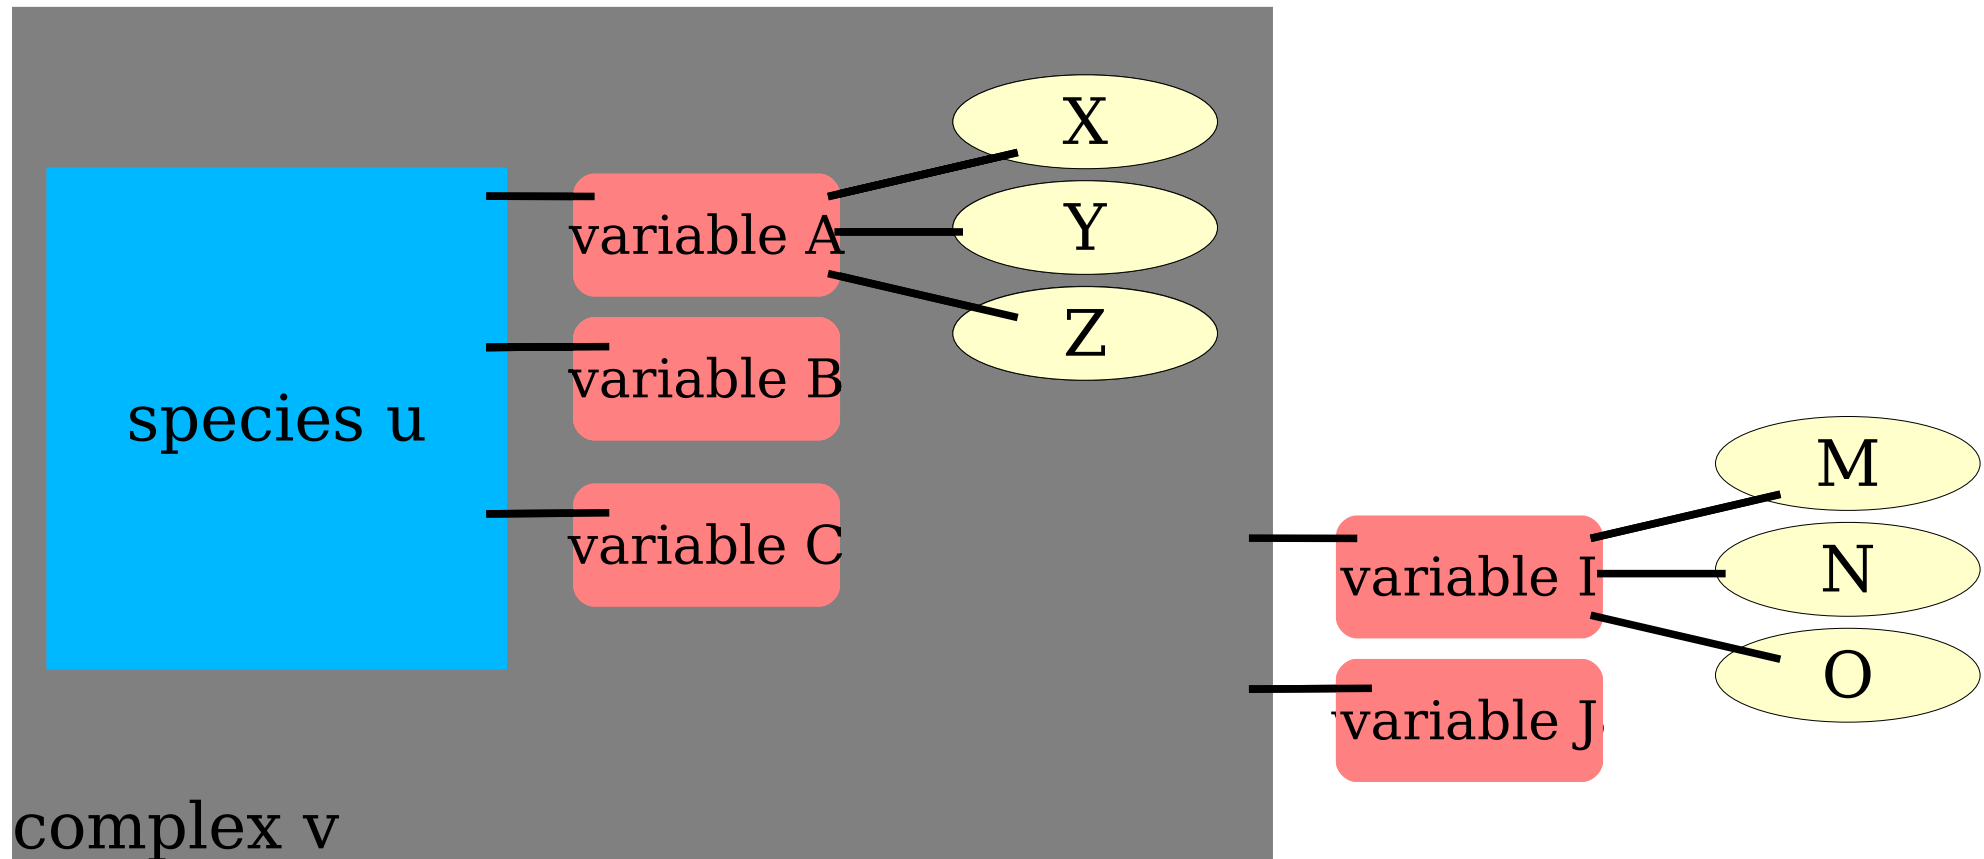 X
Y
Z
variable A
variable B
variable C
species u
M
N
O
variable I
variable J
complex v